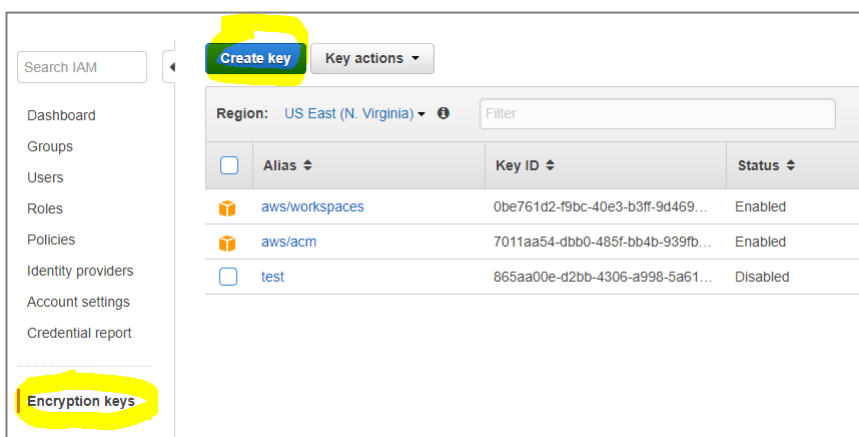 Search IAM
Dashboard
Groups
Users
Roles
Policies
Identity providers
Account settings
Credential report
Encryption keys
Create key
Key actions
Region: US East (N. Virginia)
Filter
Alias Key ID Status
aws/workspaces 0be761d2-f9bc-40e3-b3ff-9d469... Enabled
aws/acm 7011aa54-dbb0-485f-bb4b-939fb... Enabled
test 865aa00e-d2bb-4306-a998-5a61... Disabled